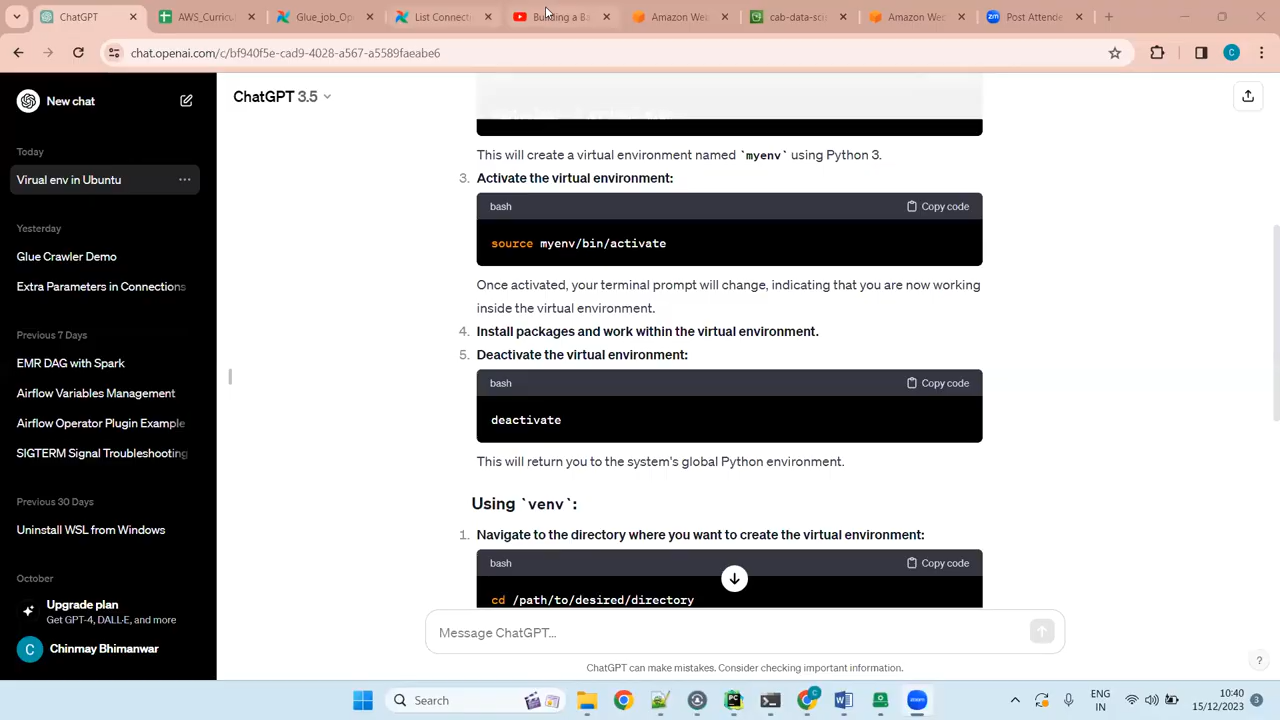 ChatGPT
AWS_Curricu
Glue_Job_Op
List Connect
Building a Ba
Amazon Web
cab-data-sci
Amazon Web
zm Post Attende
chat.openai.com/c/bf940f5e-cad9-4028-a567-a5589faeabe6
New chat
Today
Virual env in Ubuntu
Yesterday
Glue Crawler Demo
Extra Parameters in Connections
Previous 7 Days
EMR DAG with Spark
Airflow Variables Management
Airflow Operator Plugin Example
SIGTERM Signal Troubleshooting
Previous 30 Days
Uninstall WSL from Windows
October
Upgrade plan
Get GPT-4, DALL·E, and more
C Chinmay Bhimanwar
ChatGPT 3.5
This will create a virtual environment named `myenv` using Python 3.
3. Activate the virtual environment:
bash Copy code
source myenv/bin/activate
Once activated, your terminal prompt will change, indicating that you are now working
inside the virtual environment.
4. Install packages and work within the virtual environment.
5. Deactivate the virtual environment:
bash Copy code
deactivate
This will return you to the system's global Python environment.
Using `venv`:
1. Navigate to the directory where you want to create the virtual environment:
bash Copy code
cd /path/to/desired/directory
Message ChatGPT...
ChatGPT can make mistakes. Consider checking important information.
?
Search
ENG
IN
10:40
15/12/2023
3